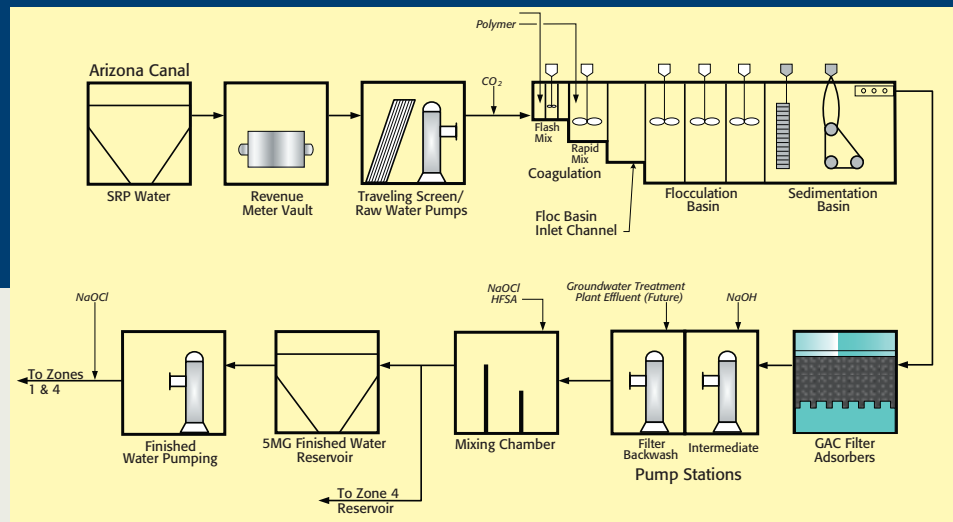 Polymer
Arizona Canal
CO2
Flash
Mix
Rapid
Mix
Coagulation
SRP Water
Revenue
Meter Vault
Traveling Screen/
Raw Water Pumps
Flocculation
Basin
Sedimentation
Basin
Floc Basin
Inlet Channel
NaOCl
NaOCl
HFSA
Groundwater Treatment
Plant Effluent (Future)
NaOH
To Zones
1 & 4
Finished
Water Pumping
5MG Finished Water
Reservoir
Mixing Chamber
Filter
Backwash
Intermediate
Pump Stations
GAC Filter
Adsorbers
To Zone 4
Reservoir